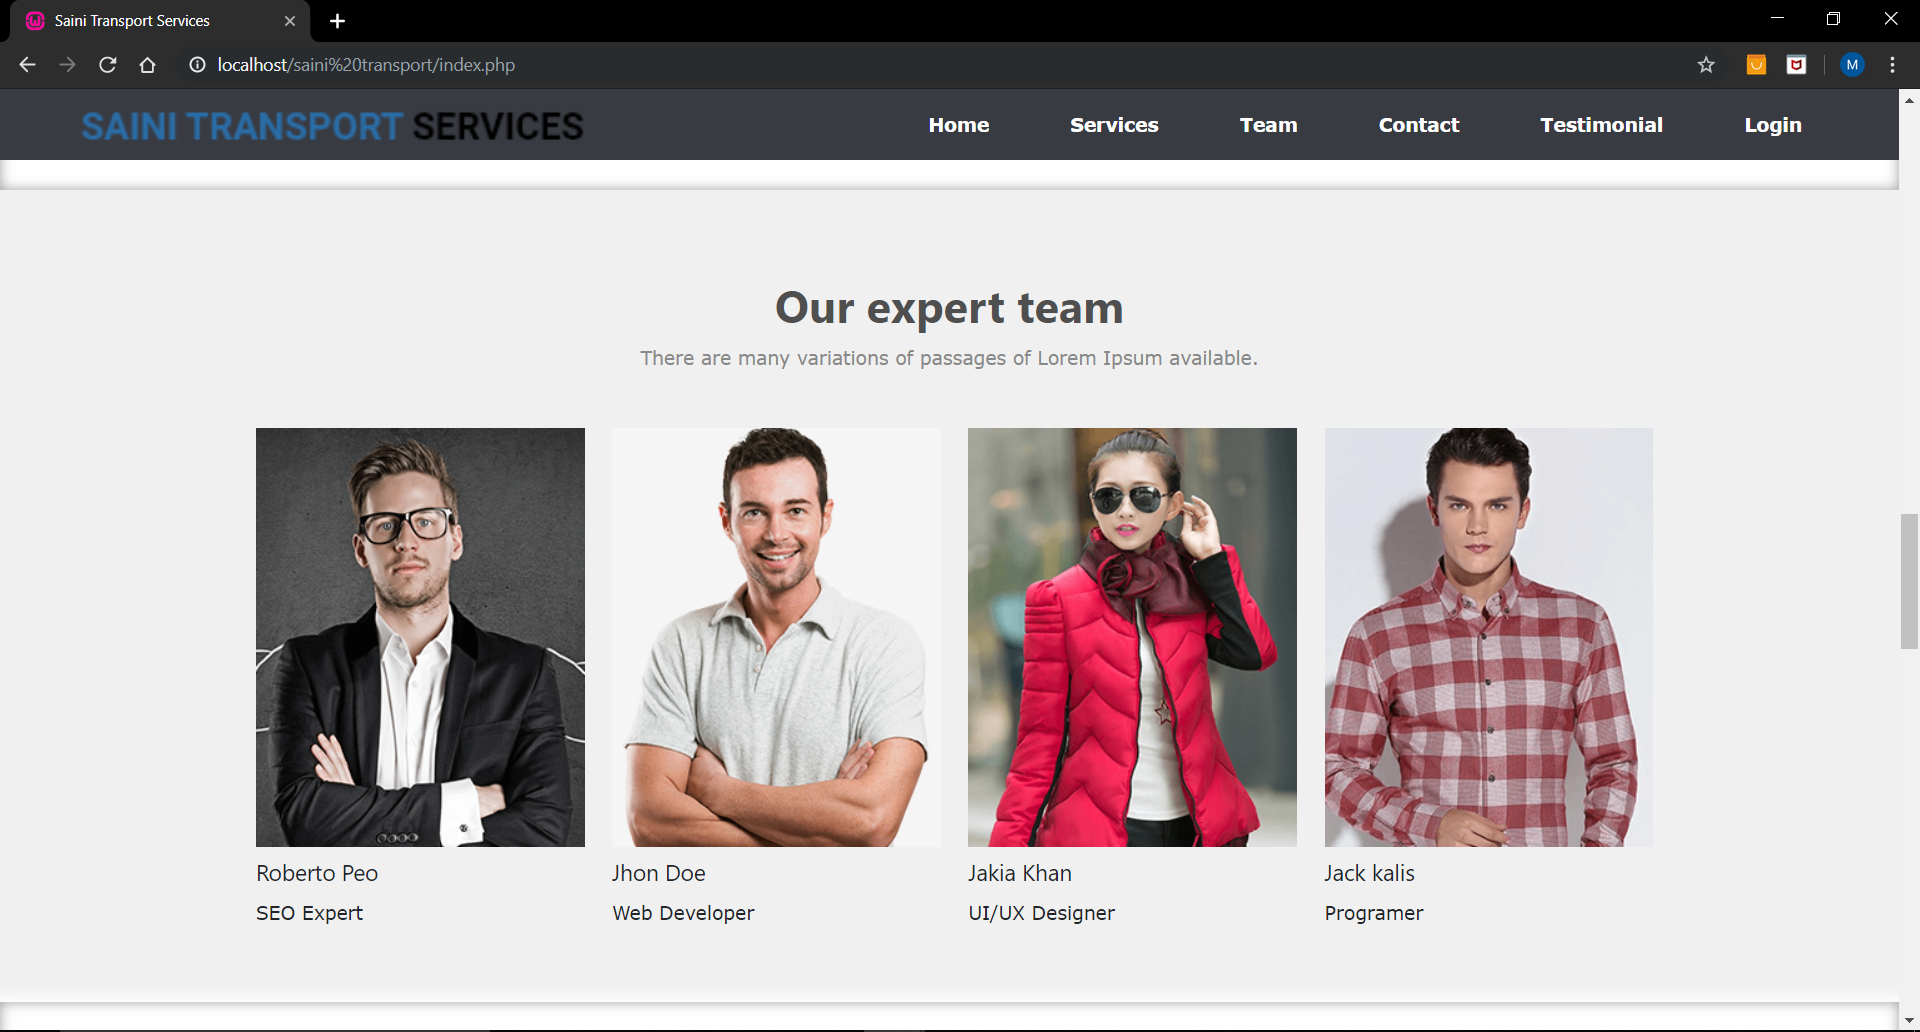 Saini Transport Services
localhost/saini%20transport/index.php
M
SAINI TRANSPORT SERVICES
Home Services Team Contact Testimonial Login
Our expert team
There are many variations of passages of Lorem Ipsum available.
Roberto Peo Jhon Doe Jakia Khan Jack kalis
SEO Expert Web Developer UI/UX Designer Programer